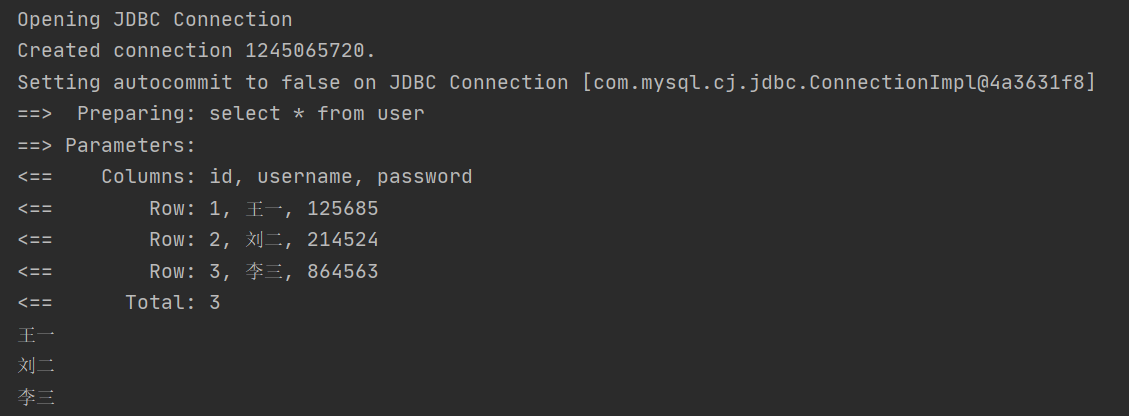 Opening JDBC Connection
Created connection 1245065720.
Setting autocommit to false on JDBC Connection [com.mysql.cj.jdbc.ConnectionImpl@4a3631f8]
==>  Preparing: select * from user
==> Parameters:
<==    Columns: id, username, password
<==        Row: 1, 王一, 125685
<==        Row: 2, 刘二, 214524
<==        Row: 3, 李三, 864563
<==      Total: 3
王一
刘二
李三